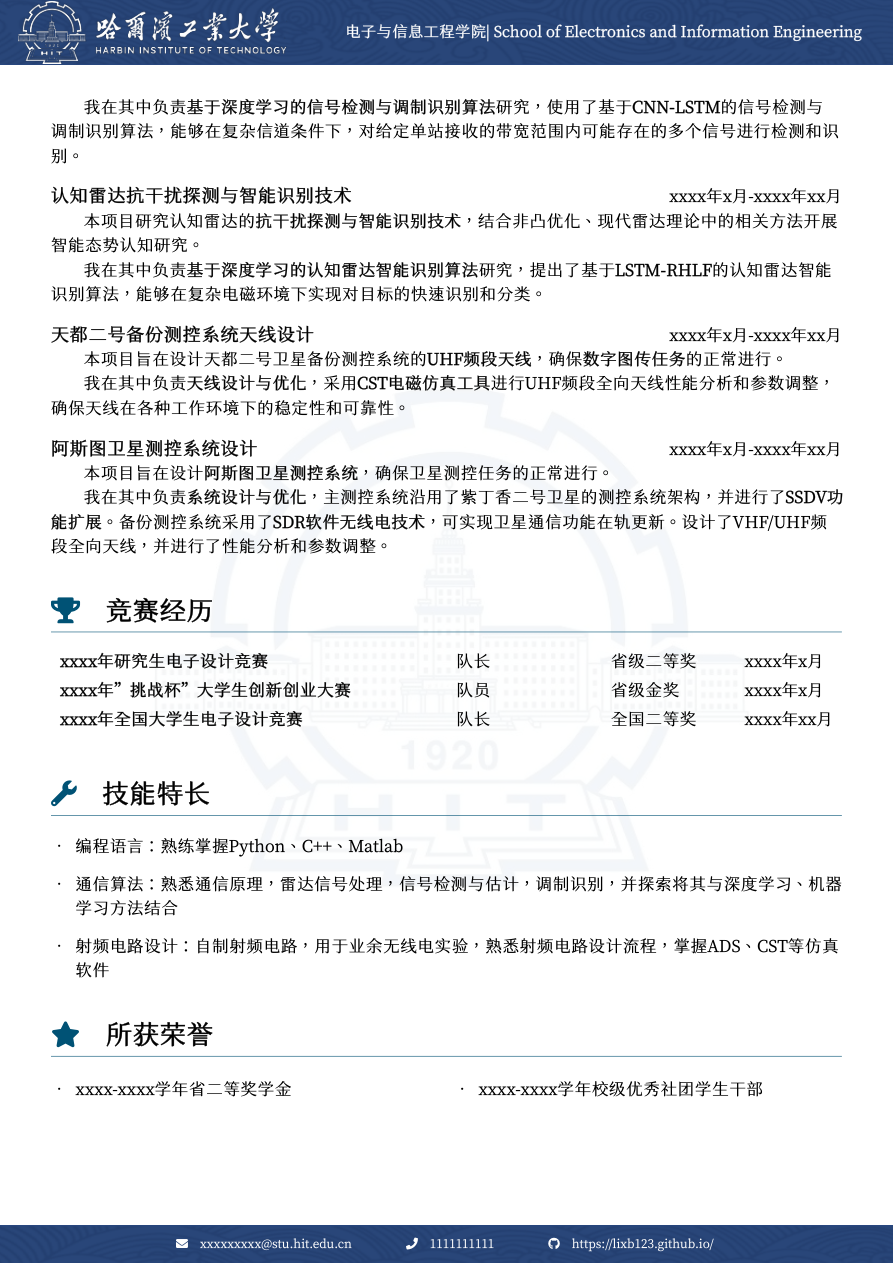 哈爾濱工業大學
HARBIN INSTITUTE OF TECHNOLOGY
电子与信息工程学院| School of Electronics and Information Engineering
我在其中负责基于深度学习的信号检测与调制识别算法研究，使用了基于CNN-LSTM的信号检测与
调制识别算法，能够在复杂信道条件下，对给定单站接收的带宽范围内可能存在的多个信号进行检测和识
别。
认知雷达抗干扰探测与智能识别技术 xxxx年x月-xxxx年xx月
本项目研究认知雷达的抗干扰探测与智能识别技术，结合非凸优化、现代雷达理论中的相关方法开展
智能态势认知研究。
我在其中负责基于深度学习的认知雷达智能识别算法研究，提出了基于LSTM-RHLF的认知雷达智能
识别算法，能够在复杂电磁环境下实现对目标的快速识别和分类。
天都二号备份测控系统天线设计 xxxx年x月-xxxx年xx月
本项目旨在设计天都二号卫星备份测控系统的UHF频段天线，确保数字图传任务的正常进行。
我在其中负责天线设计与优化，采用CST电磁仿真工具进行UHF频段全向天线性能分析和参数调整，
确保天线在各种工作环境下的稳定性和可靠性。
阿斯图卫星测控系统设计 xxxx年x月-xxxx年xx月
本项目旨在设计阿斯图卫星测控系统，确保卫星测控任务的正常进行。
我在其中负责系统设计与优化，主测控系统沿用了紫丁香二号卫星的测控系统架构，并进行了SSDV功
能扩展。备份测控系统采用了SDR软件无线电技术，可实现卫星通信功能在轨更新。设计了VHF/UHF频
段全向天线，并进行了性能分析和参数调整。
竞赛经历
xxxx年研究生电子设计竞赛 队长 省级二等奖 xxxx年x月
xxxx年”挑战杯”大学生创新创业大赛 队员 省级金奖 xxxx年x月
xxxx年全国大学生电子设计竞赛 队长 全国二等奖 xxxx年xx月
1920
HIT
技能特长
· 编程语言：熟练掌握Python、C++、Matlab
· 通信算法：熟悉通信原理，雷达信号处理，信号检测与估计，调制识别，并探索将其与深度学习、机器
学习方法结合
· 射频电路设计：自制射频电路，用于业余无线电实验，熟悉射频电路设计流程，掌握ADS、CST等仿真
软件
所获荣誉
· xxxx-xxxx学年省二等奖学金 · xxxx-xxxx学年校级优秀社团学生干部
xxxxxxxxx@stu.hit.edu.cn 1111111111 https://lixb123.github.io/